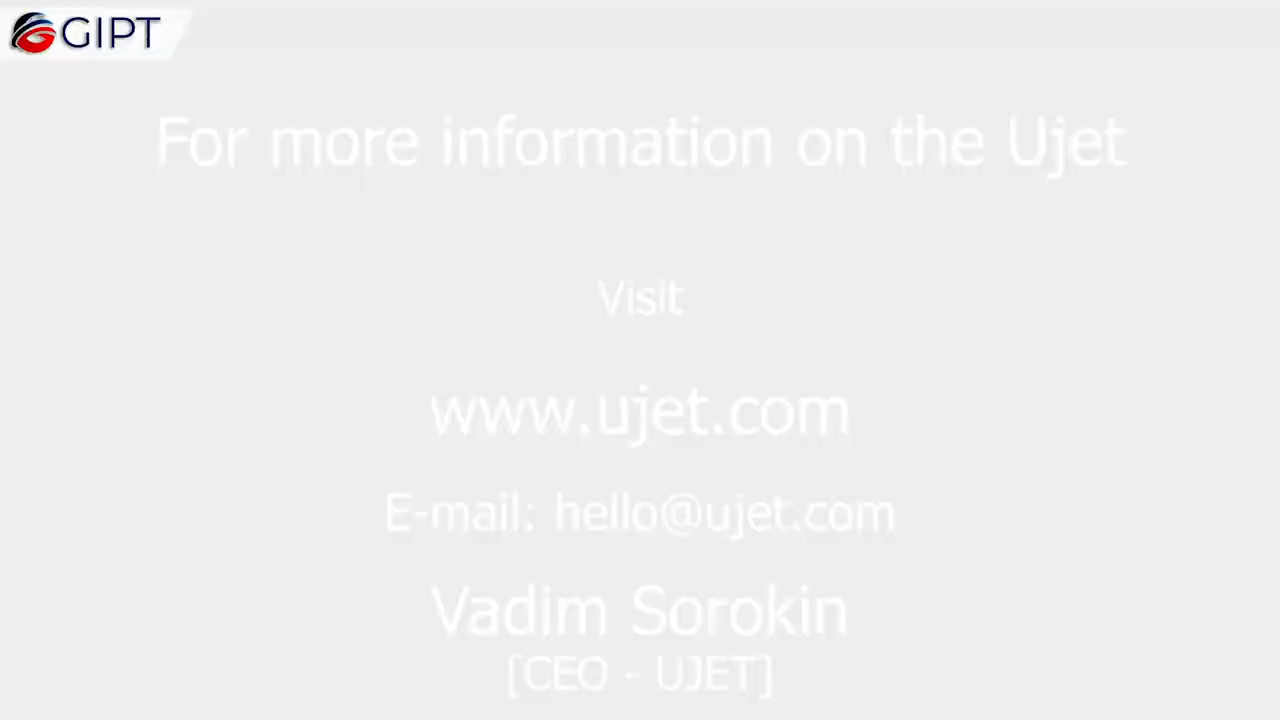 GIPT
For more information on the Ujet
Visit
www.ujet.com
E-mail: hello@ujet.com
Vadim Sorokin
[CEO - UJET]